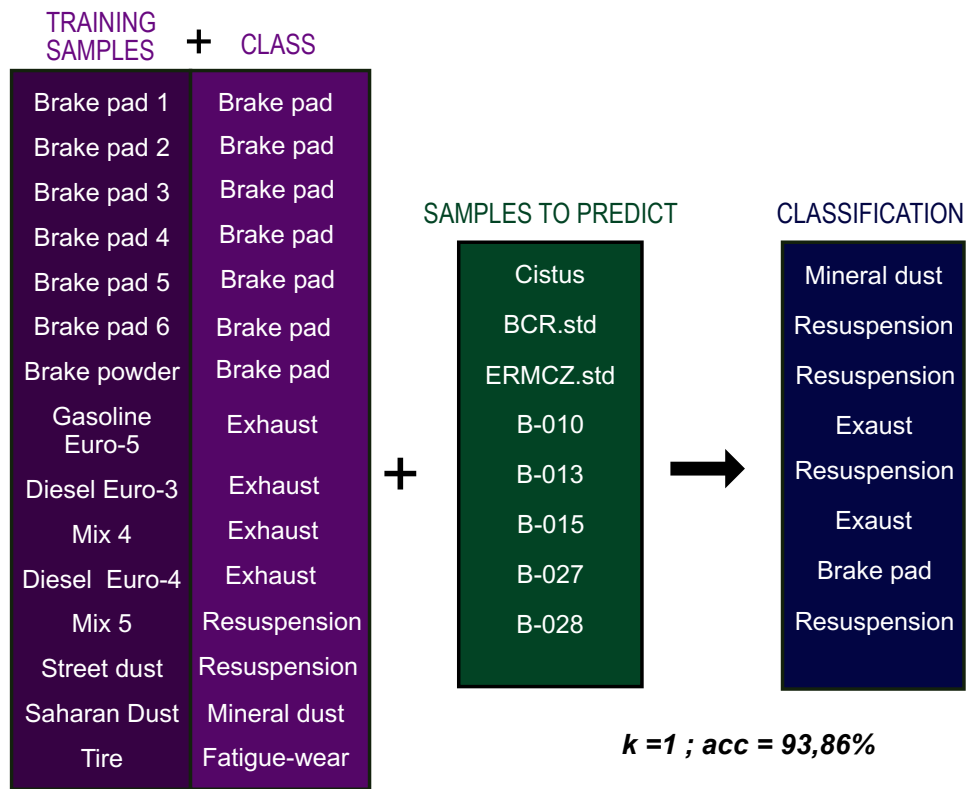 TRAINING
SAMPLES
+
CLASS
Brake pad 1
Brake pad
Brake pad 2
Brake pad
Brake pad 3
Brake pad
Brake pad 4
Brake pad
Brake pad 5
Brake pad
Brake pad 6
Brake pad
Brake powder
Brake pad
Gasoline
Euro-5
Exhaust
Diesel Euro-3
Exhaust
Mix 4
Exhaust
Diesel Euro-4
Exhaust
Mix 5
Resuspension
Street dust
Resuspension
Saharan Dust
Mineral dust
Tire
Fatigue-wear
+
SAMPLES TO PREDICT
Cistus
BCR.std
ERMCZ.std
B-010
B-013
B-015
B-027
B-028
CLASSIFICATION
Mineral dust
Resuspension
Resuspension
Exaust
Resuspension
Exaust
Brake pad
Resuspension
k =1 ; acc = 93,86%